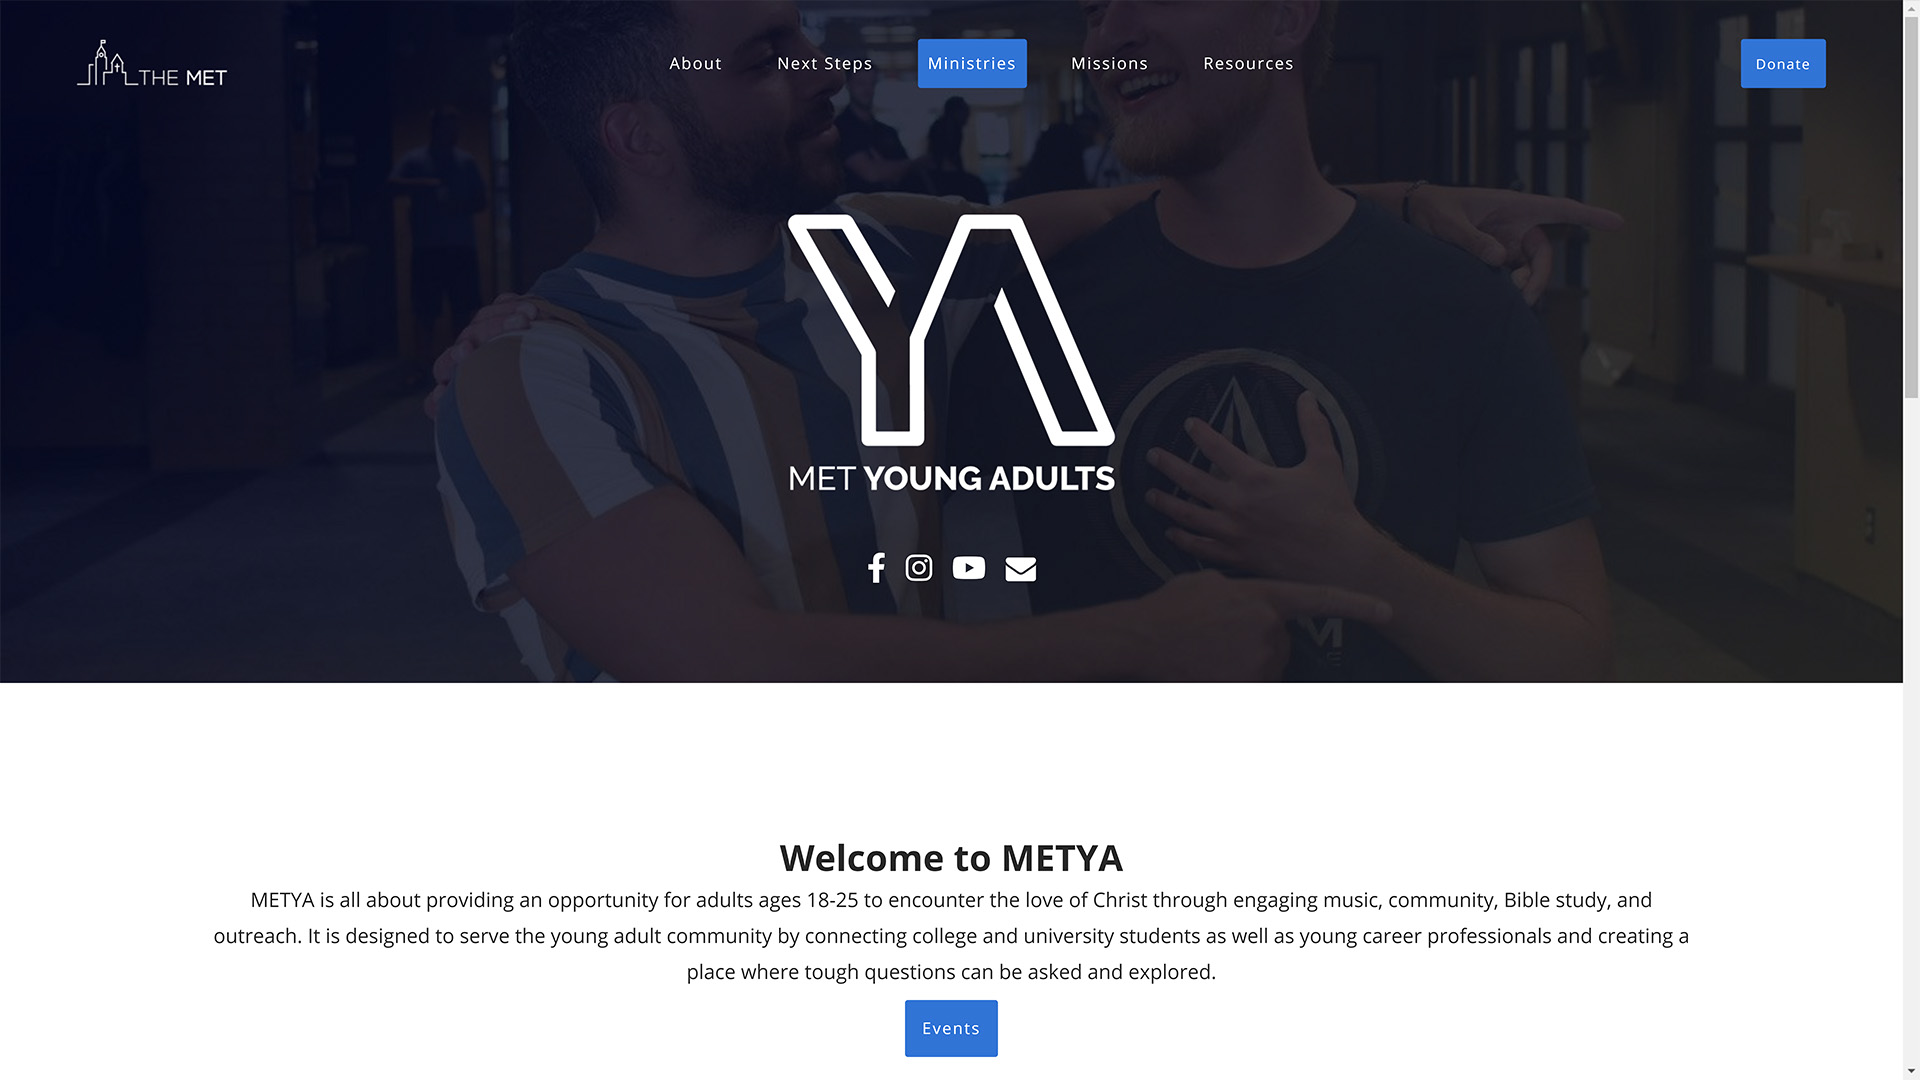 THE MET
About
Next Steps
Ministries
Missions
Resources
Donate
YA
MET YOUNG ADULTS
Welcome to METYA
METYA is all about providing an opportunity for adults ages 18-25 to encounter the love of Christ through engaging music, community, Bible study, and
outreach. It is designed to serve the young adult community by connecting college and university students as well as young career professionals and creating a
place where tough questions can be asked and explored.
Events